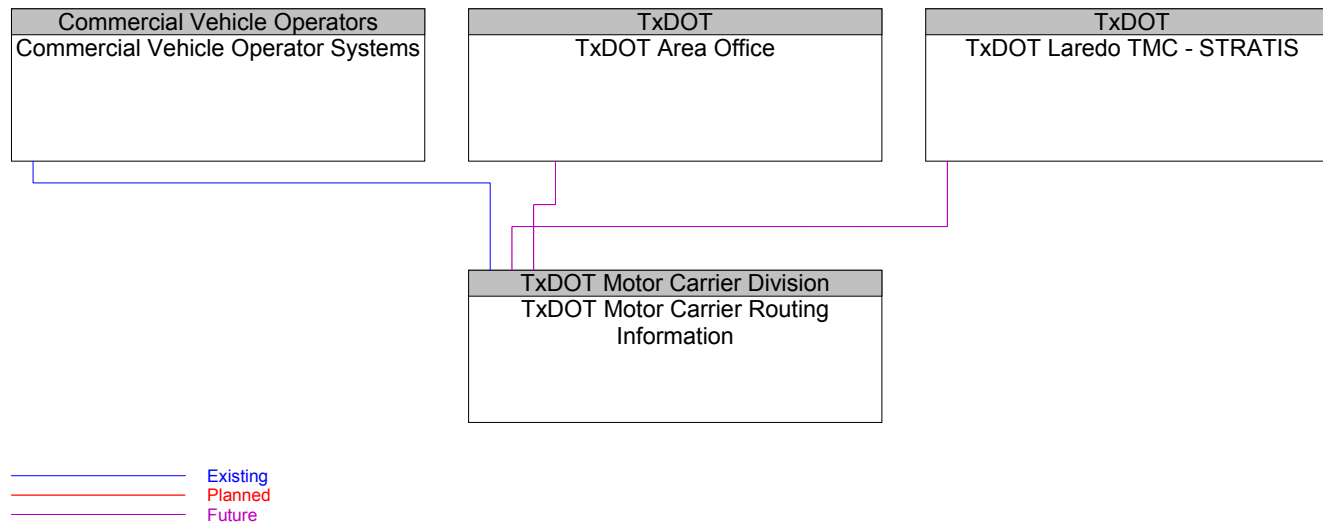 Commercial Vehicle Operators
Commercial Vehicle Operator Systems
TxDOT
TxDOT Area Office
TxDOT
TxDOT Laredo TMC - STRATIS
TxDOT Motor Carrier Division
TxDOT Motor Carrier Routing
Information
Existing
Planned
Future